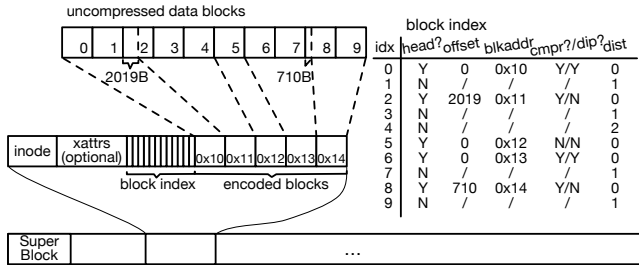 uncompressed data blocks
0 1 2 3 4 5 6 7 8 9
2019B 710B
inode xattrs (optional) 0x10 0x11 0x12 0x13 0x14
block index encoded blocks
Super Block ...
block index
idx head? offset blkaddr cmpr?/dip? dist
0 Y 0 0x10 Y/Y 0
1 N / / / 1
2 Y 2019 0x11 Y/N 0
3 N / / / 1
4 N / / / 2
5 Y 0 0x12 N/N 0
6 Y 0 0x13 Y/Y 0
7 N / / / 1
8 Y 710 0x14 Y/N 0
9 N / / / 1